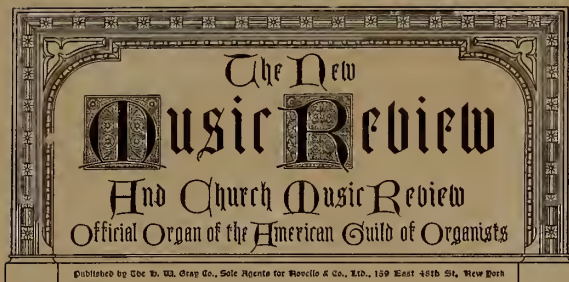 The New
Music Review
And Church Music Review
Official Organ of the American Guild of Organists
Published by The H. W. Gray Co., Sole Agents for Novello & Co., Ltd., 159 East 48th St, New York